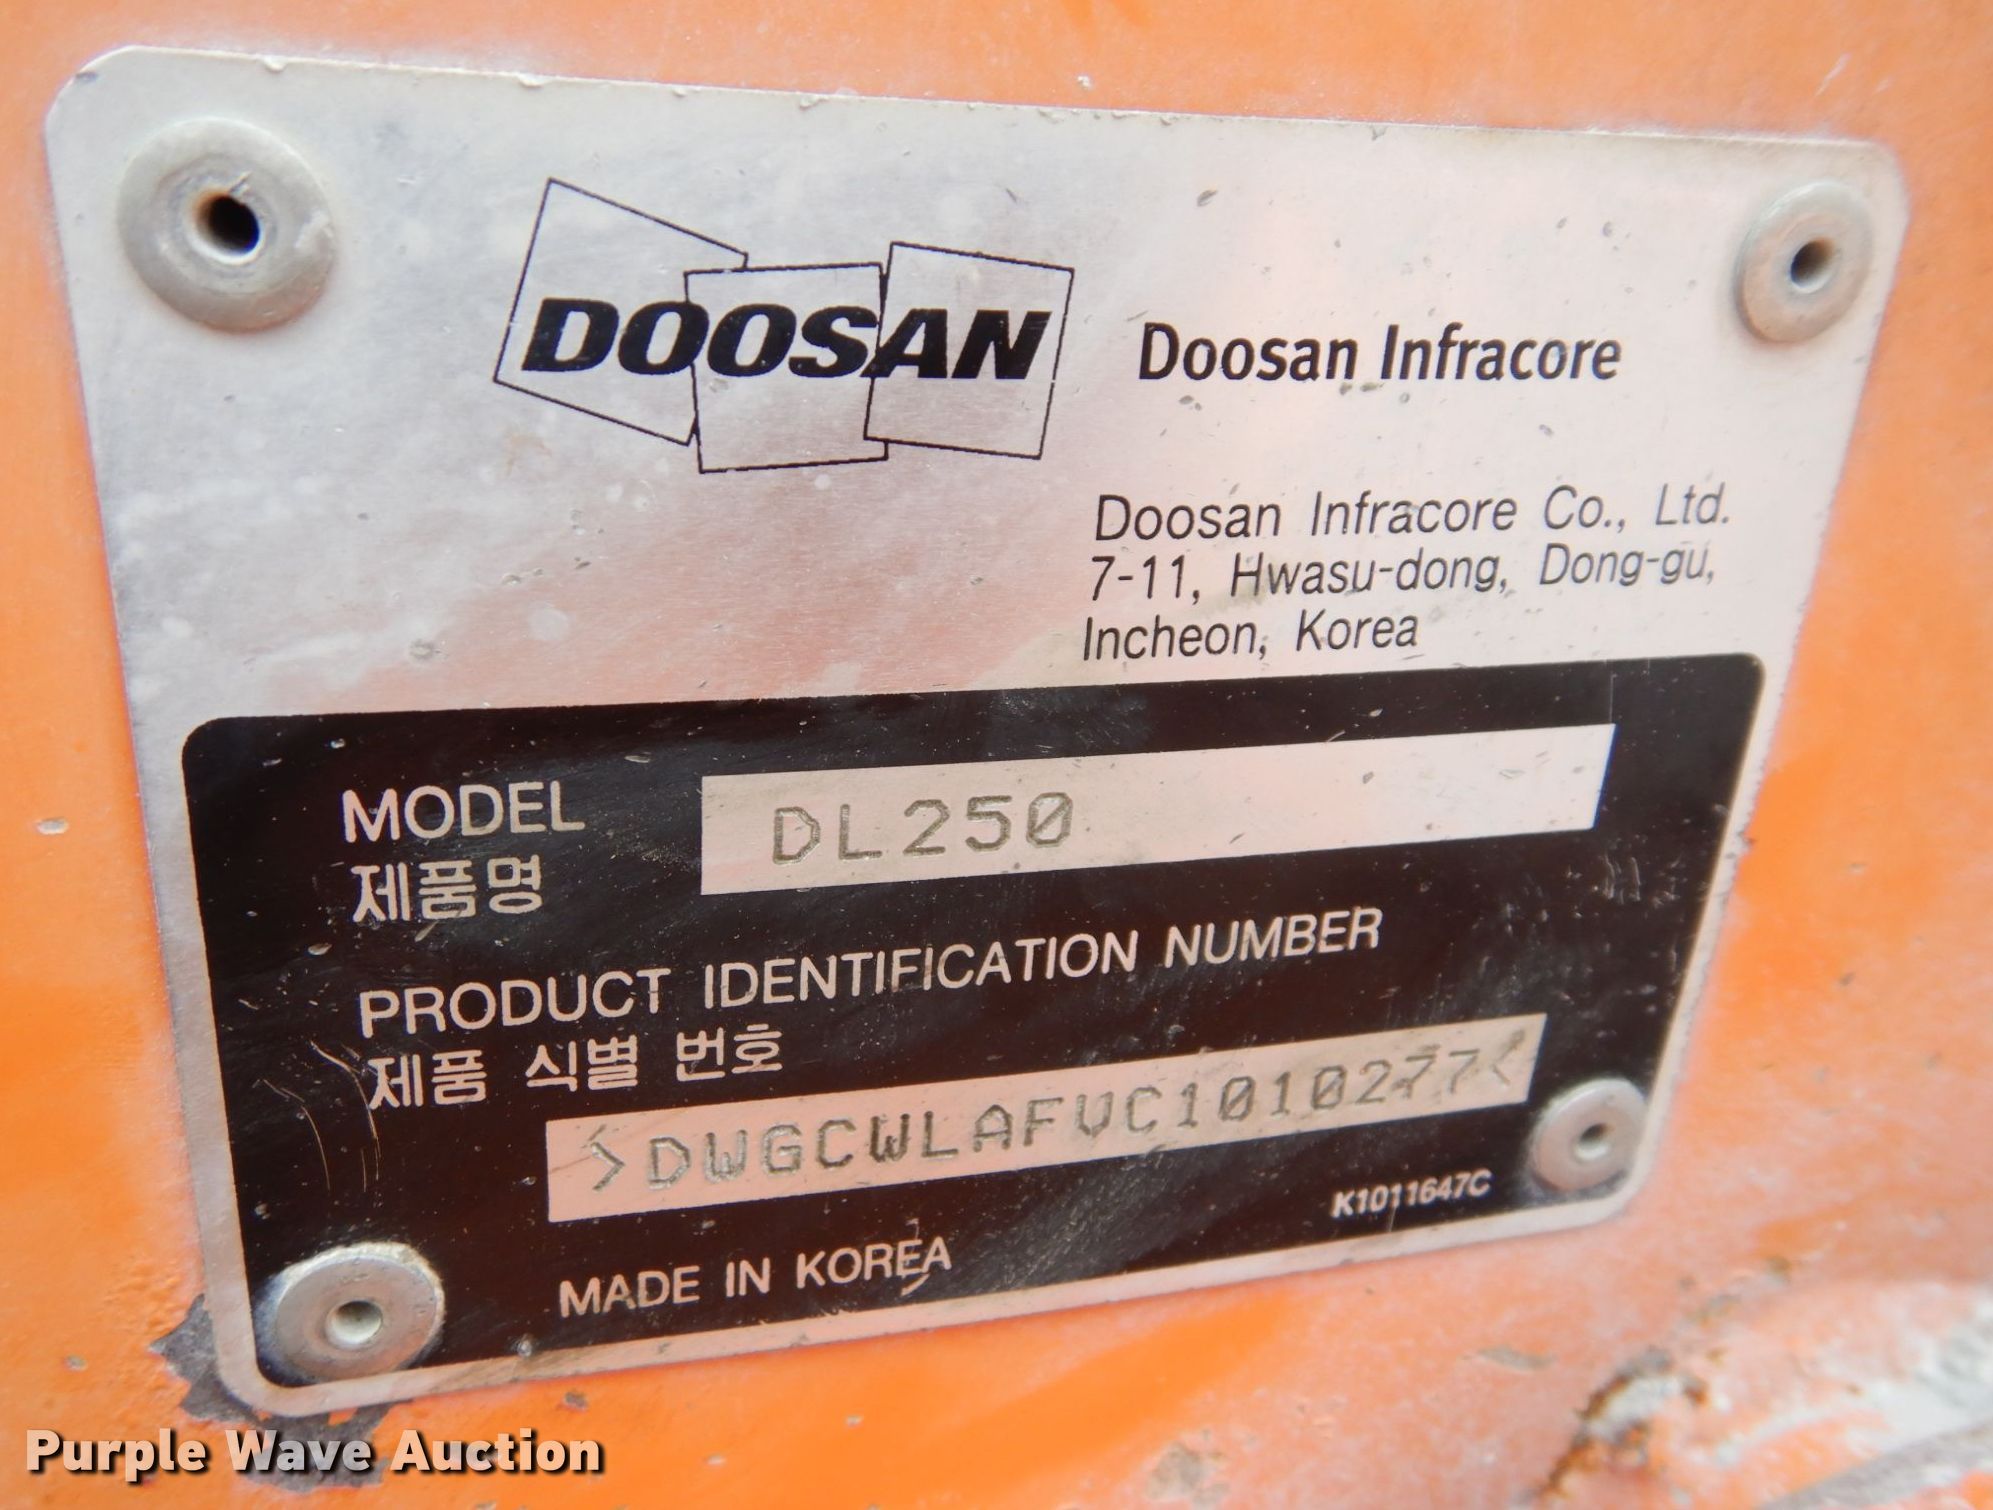 DOOSAN Doosan Infracore
Doosan Infracore Co., Ltd.
7-11, Hwasu-dong, Dong-gu,
Incheon, Korea
MODEL DL250
제품명
PRODUCT IDENTIFICATION NUMBER
제품 식별 번호
>DWGCWLAFVC1010277<
K1011647C
MADE IN KOREA
Purple Wave Auction